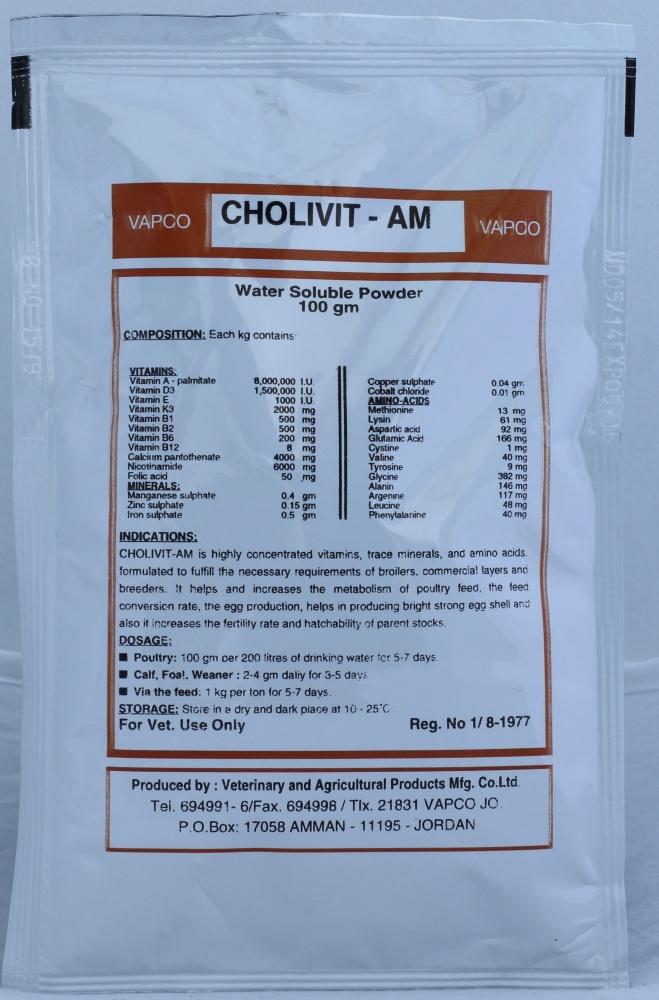 VAPCO CHOLIVIT - AM VAPCO
Water Soluble Powder
100 gm
COMPOSITION: Each kg contains
VITAMINS:
Vitamin A - palmitate 8,000,000 I.U.
Vitamin D3 1,500,000 I.U.
Vitamin E 1000 I.U.
Vitamin K3 2000 mg
Vitamin B1 500 mg
Vitamin B2 500 mg
Vitamin B6 200 mg
Vitamin B12 8 mg
Calcium pantothenate 4000 mg
Nicotinamide 6000 mg
Folic acid 50 mg
MINERALS:
Manganese sulphate 0.4 gm
Zinc sulphate 0.15 gm
Iron sulphate 0.5 gm
Copper sulphate 0.04 gm
Cobalt chloride 0.01 gm
AMINO-ACIDS
Methionine 13 mg
Lysin 61 mg
Aspartic acid 92 mg
Glutamic Acid 166 mg
Cystine 1 mg
Valine 40 mg
Tyrosine 9 mg
Glycine 382 mg
Alanin 146 mg
Argenine 117 mg
Leucine 48 mg
Phenylalanine 40 mg
INDICATIONS:
CHOLIVIT-AM is highly concentrated vitamins, trace minerals, and amino acids
formulated to fulfill the necessary requirements of broilers. commercial layers and
breeders. It helps and increases the metabolism of poultry feed, the feed
conversion rate, the egg production, helps in producing bright strong egg shell and
also it increases the fertility rate and hatchability of parent stocks.
DOSAGE:
■ Poultry: 100 gm per 200 litres of drinking water for 5-7 days
■ Calf, Foal, Weaner : 2-4 gm daliy for 3-5 days
■ Via the feed: 1 kg per ton for 5-7 days.
STORAGE: Store in a dry and dark place at 10 - 25°C.
For Vet. Use Only Reg. No 1/ 8-1977
Produced by : Veterinary and Agricultural Products Mfg. Co.Ltd.
Tel. 694991- 6/Fax. 694998 / Tlx. 21831 VAPCO JO.
P.O.Box: 17058 AMMAN - 11195 - JORDAN